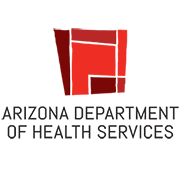 ARIZONA DEPARTMENT
OF HEALTH SERVICES